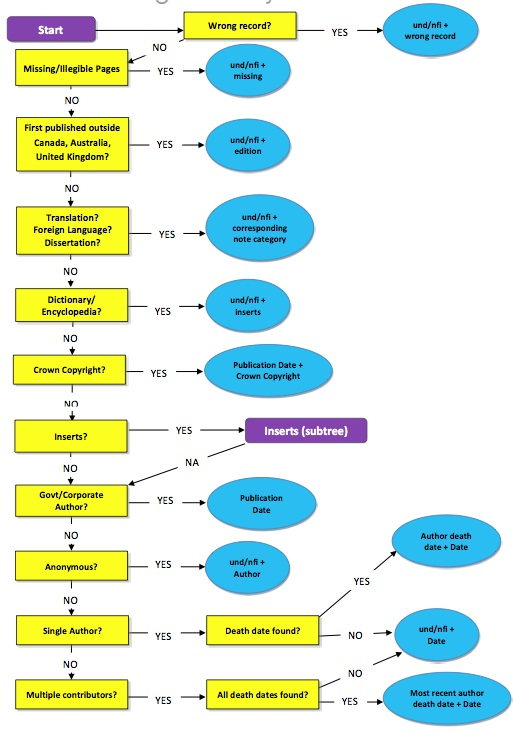 Start
Wrong record?
YES
und/nfi +
wrong record
NO
Missing/Illegible Pages
YES
und/nfi +
missing
NO
First published outside
Canada, Australia,
United Kingdom?
YES
und/nfi +
edition
NO
Translation?
Foreign Language?
Dissertation?
YES
und/nfi +
corresponding
note category
NO
Dictionary/
Encyclopedia?
YES
und/nfi +
inserts
NO
Crown Copyright?
YES
Publication Date +
Crown Copyright
NO
Inserts?
YES
Inserts (subtree)
NA
NO
Govt/Corporate
Author?
YES
Publication
Date
NO
Anonymous?
YES
und/nfi +
Author
NO
Single Author?
YES
Death date found?
YES
Author death
date + Date
NO
und/nfi +
Date
NO
Multiple contributors?
YES
All death dates found?
NO
YES
Most recent author
death date + Date